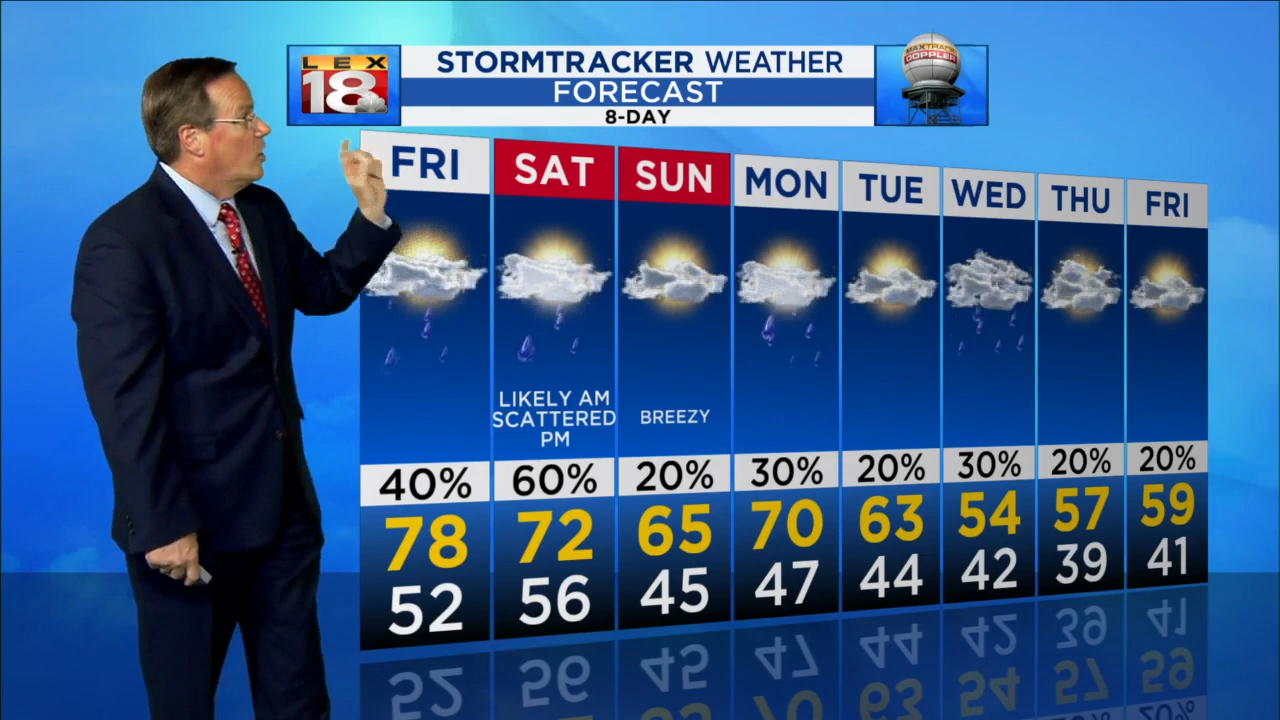 LEX
18
STORMTRACKER WEATHER
FORECAST
8-DAY
MAXTRACK
DOPPLER
FRI SAT SUN MON TUE WED THU FRI
LIKELY AM
SCATTERED
PM
BREEZY
40% 60% 20% 30% 20% 30% 20% 20%
78 72 65 70 63 54 57 59
52 56 45 47 44 42 39 41